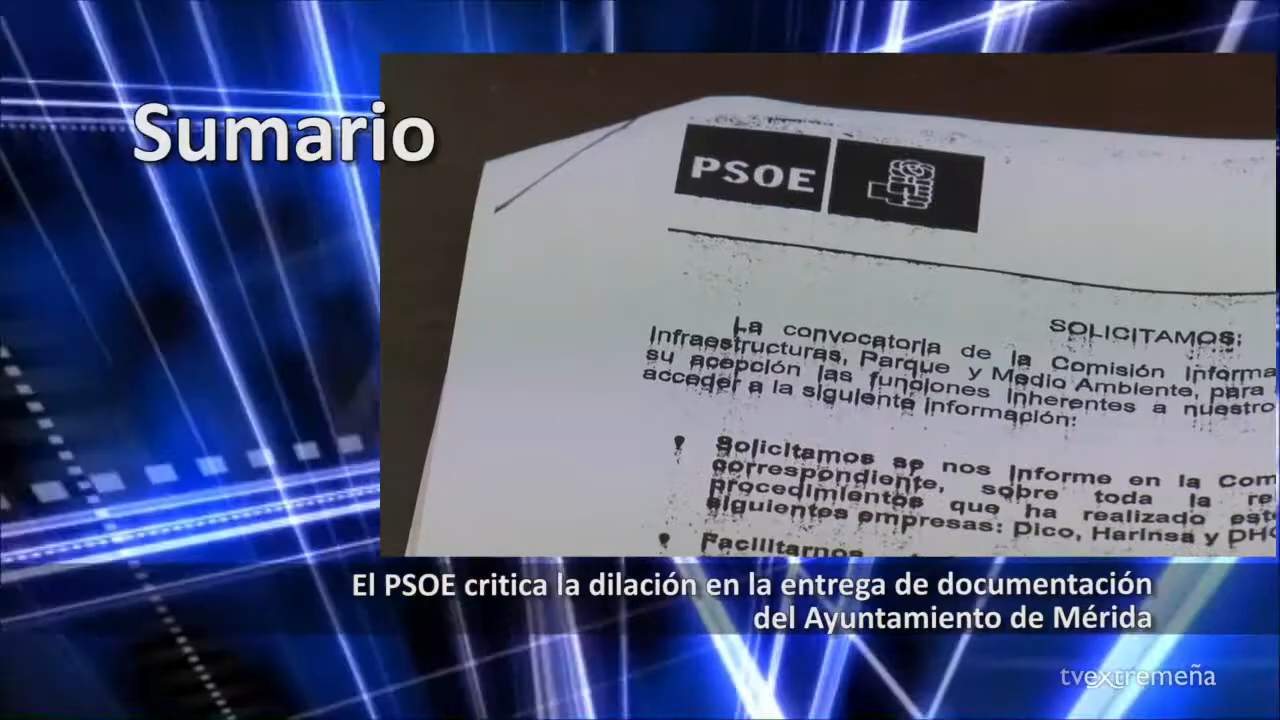 Sumario
PSOE
SOLICITAMOS:
La convocatoria de la Comisión
Infraestructuras, Parque y Medio Ambiente, para
su acepción las funciones inherentes a nuestro
acceder a la siguiente información:
Solicitamos se nos informe en la
correspondiente, sobre toda la
procedimientos que ha realizado
siguientes empresas: Dico, Harinsa y
Facilitarnos
El PSOE critica la dilación en la entrega de documentación
del Ayuntamiento de Mérida
tvextremeña